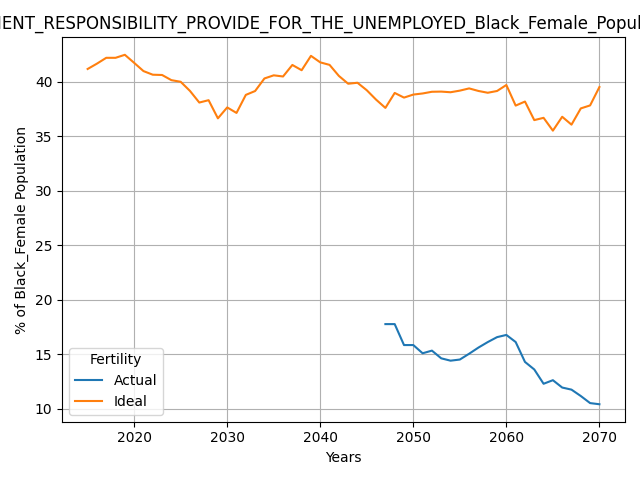 MENT_RESPONSIBILITY_PROVIDE_FOR_THE_UNEMPLOYED_Black_Female_Popul
% of Black_Female Population
40
35
30
25
20
15
10
Fertility
Actual
Ideal
2020 2030 2040 2050 2060 2070
Years